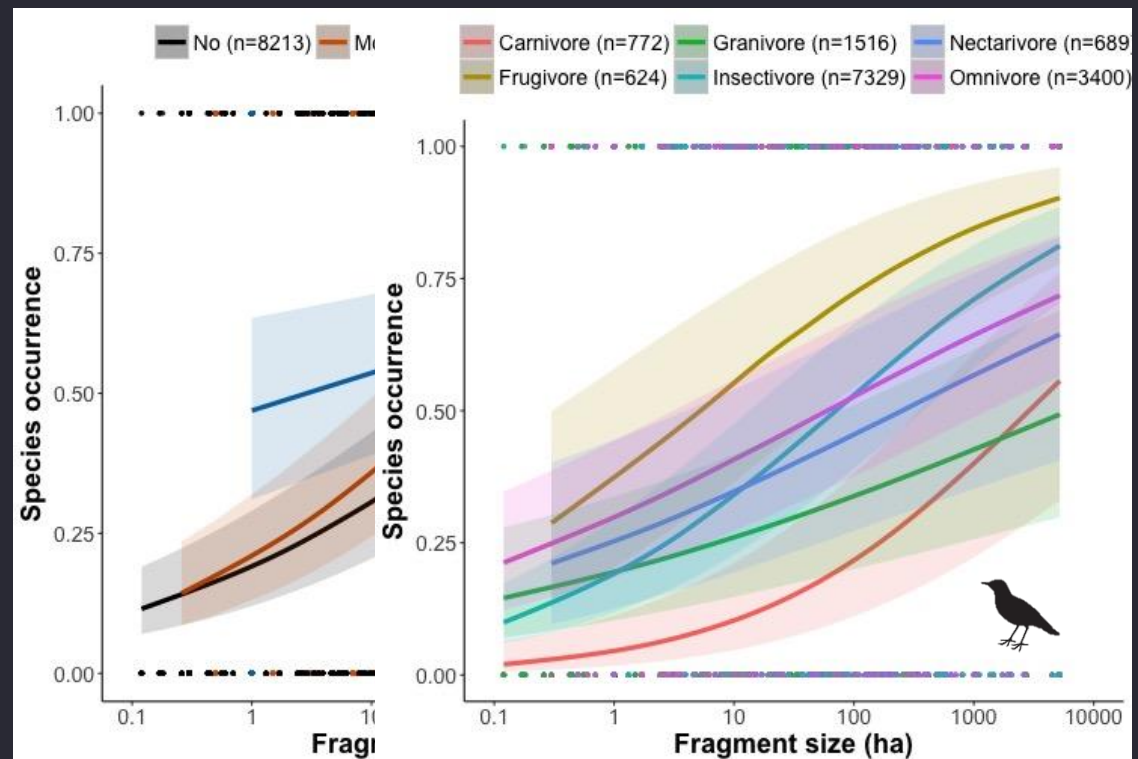 No (n=8213)
Carnivore (n=772) Granivore (n=1516) Nectarivore (n=689)
Frugivore (n=624) Insectivore (n=7329) Omnivore (n=3400)
Species occurrence
1.00
0.75
0.50
0.25
0.00
0.1 1
Species occurrence
1.00
0.75
0.50
0.25
0.00
0.1 1 10 100 1000 10000
Fragment size (ha)